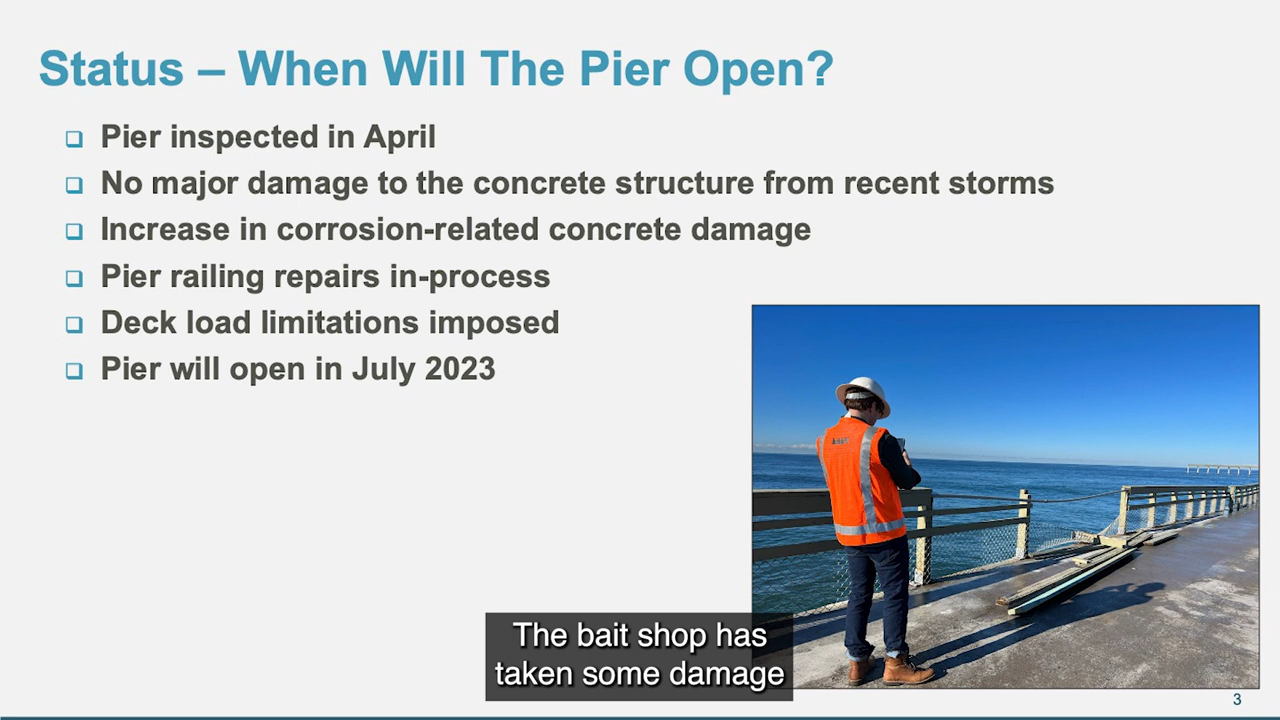 Status – When Will The Pier Open?
Pier inspected in April
No major damage to the concrete structure from recent storms
Increase in corrosion-related concrete damage
Pier railing repairs in-process
Deck load limitations imposed
Pier will open in July 2023
The bait shop has
taken some damage
3